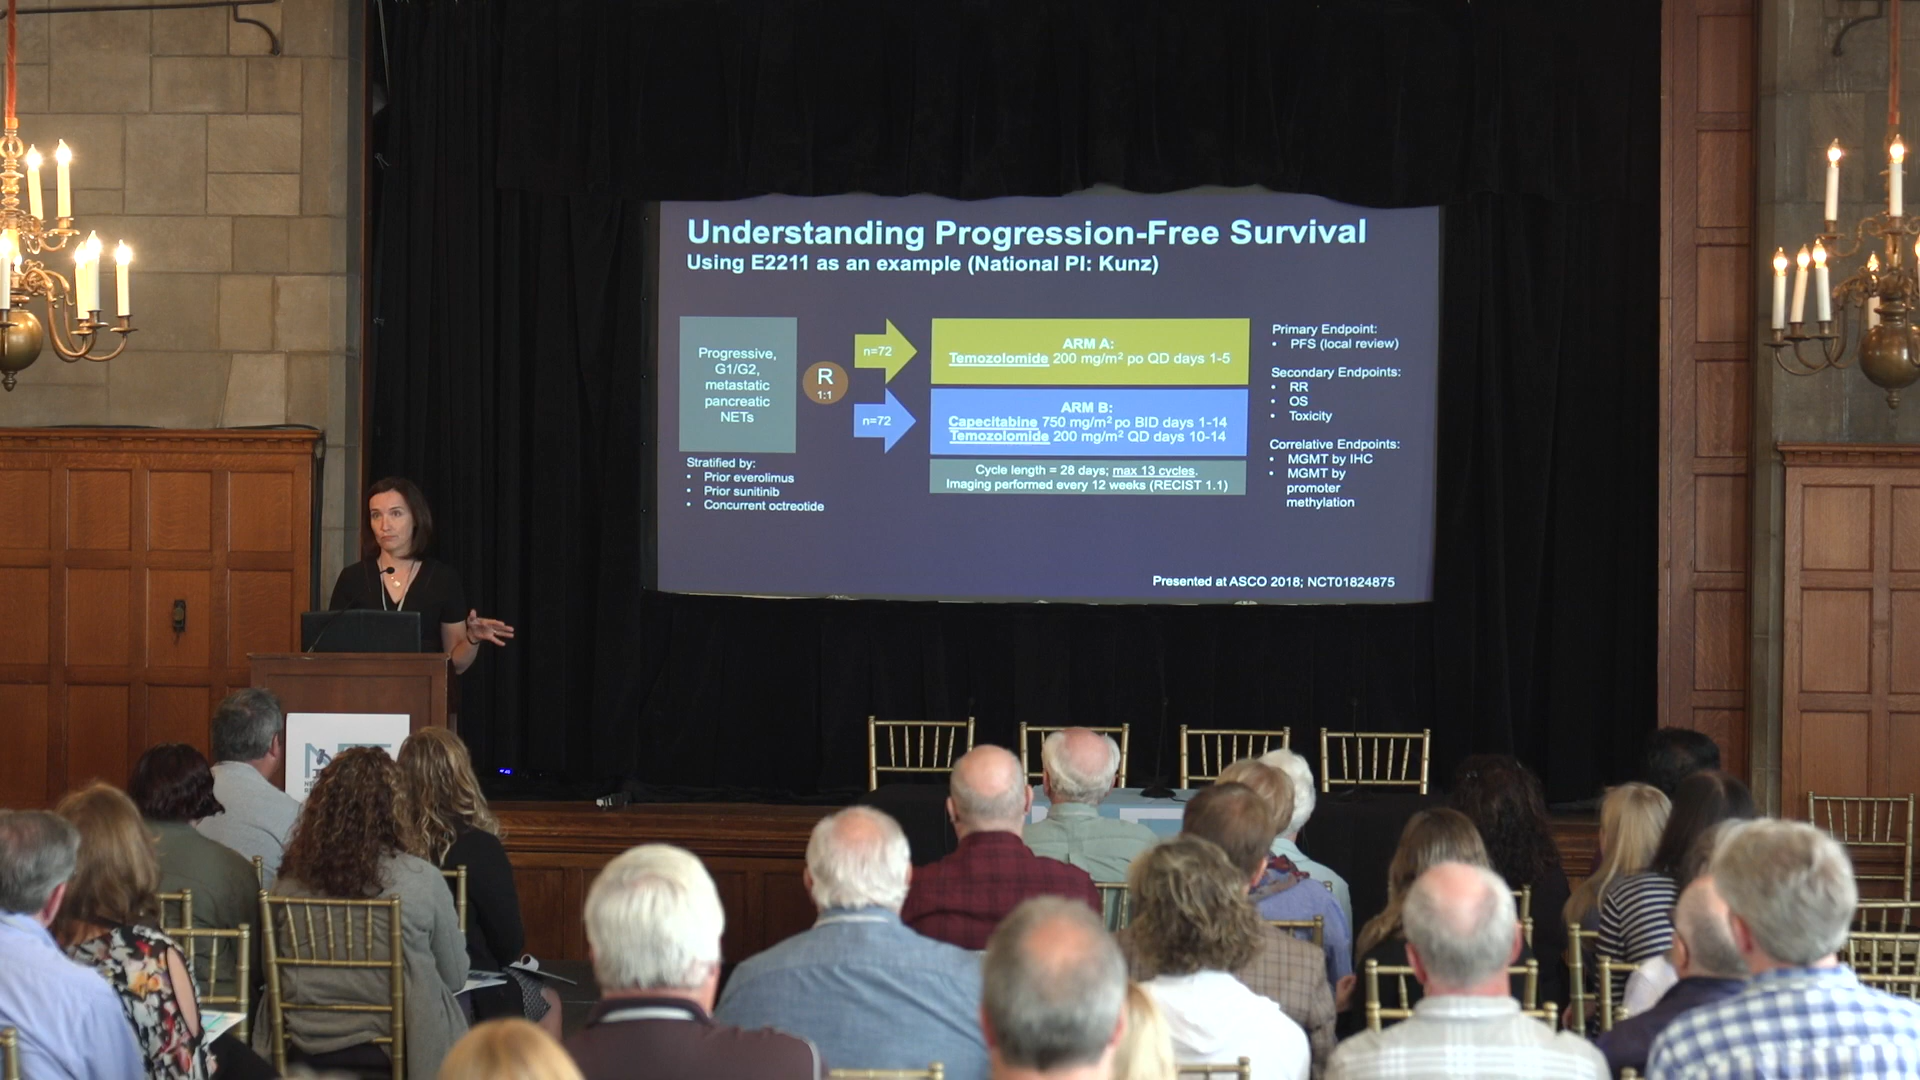 Understanding Progression-Free Survival
Using E2211 as an example (National PI: Kunz)
Progressive,
G1/G2,
metastatic
pancreatic
NETs
R
1:1
n=72
n=72
ARM A:
Temozolomide 200 mg/m² po QD days 1-5
ARM B:
Capecitabine 750 mg/m² po BID days 1-14
Temozolomide 200 mg/m² QD days 10-14
Cycle length = 28 days; max 13 cycles.
Imaging performed every 12 weeks (RECIST 1.1)
Stratified by:
• Prior everolimus
• Prior sunitinib
• Concurrent octreotide
Primary Endpoint:
• PFS (local review)
Secondary Endpoints:
• RR
• OS
• Toxicity
Correlative Endpoints:
• MGMT by IHC
• MGMT by
promoter
methylation
Presented at ASCO 2018; NCT01824875